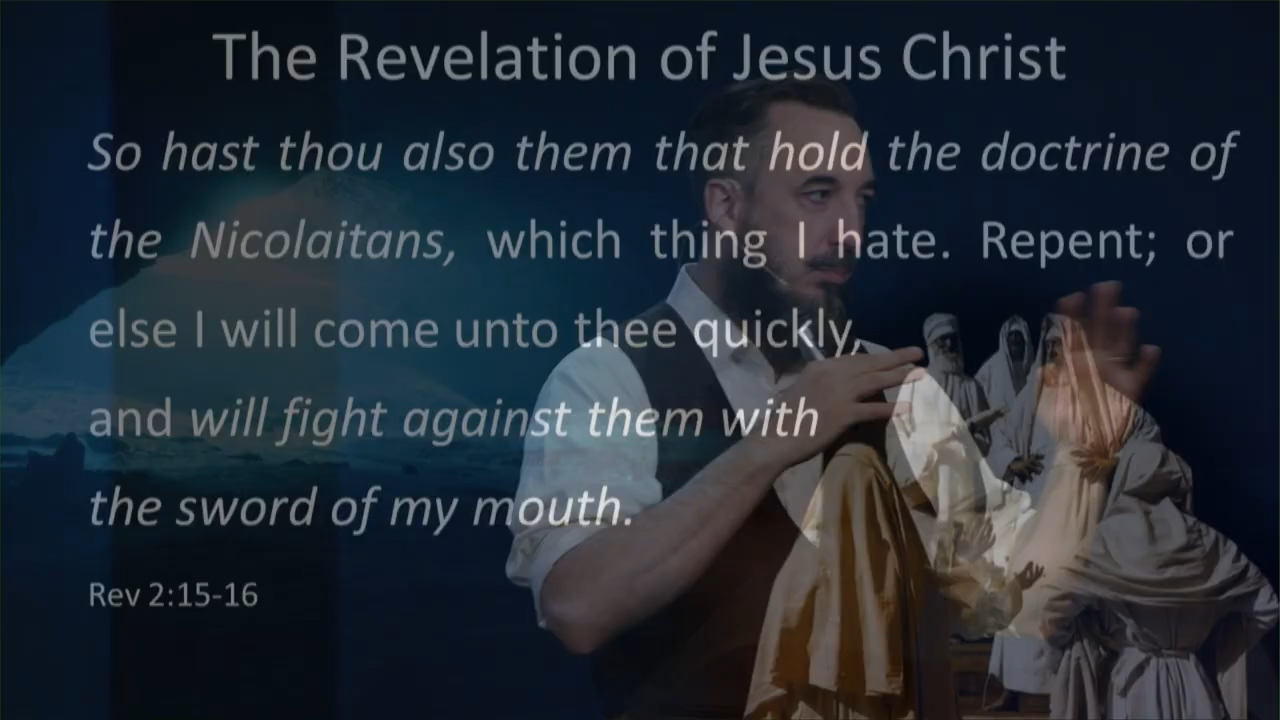 The Revelation of Jesus Christ
So hast thou also them that hold the doctrine of
the Nicolaitans, which thing I hate. Repent; or
else I will come unto thee quickly,
and will fight against them with
the sword of my mouth.
Rev 2:15-16